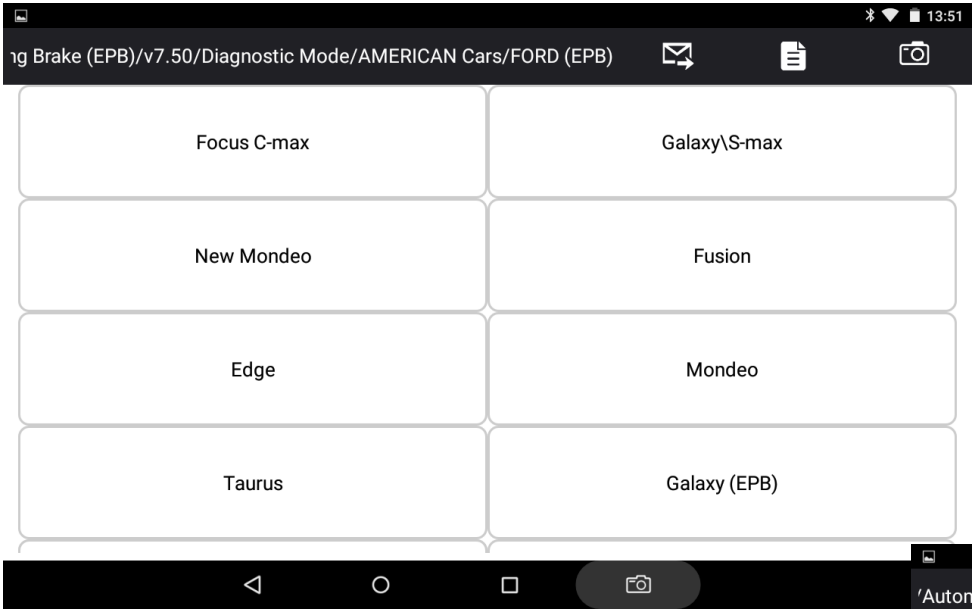 13:51
ng Brake (EPB)/v7.50/Diagnostic Mode/AMERICAN Cars/FORD (EPB)
Focus C-max
Galaxy\S-max
New Mondeo
Fusion
Edge
Mondeo
Taurus
Galaxy (EPB)
/Autom